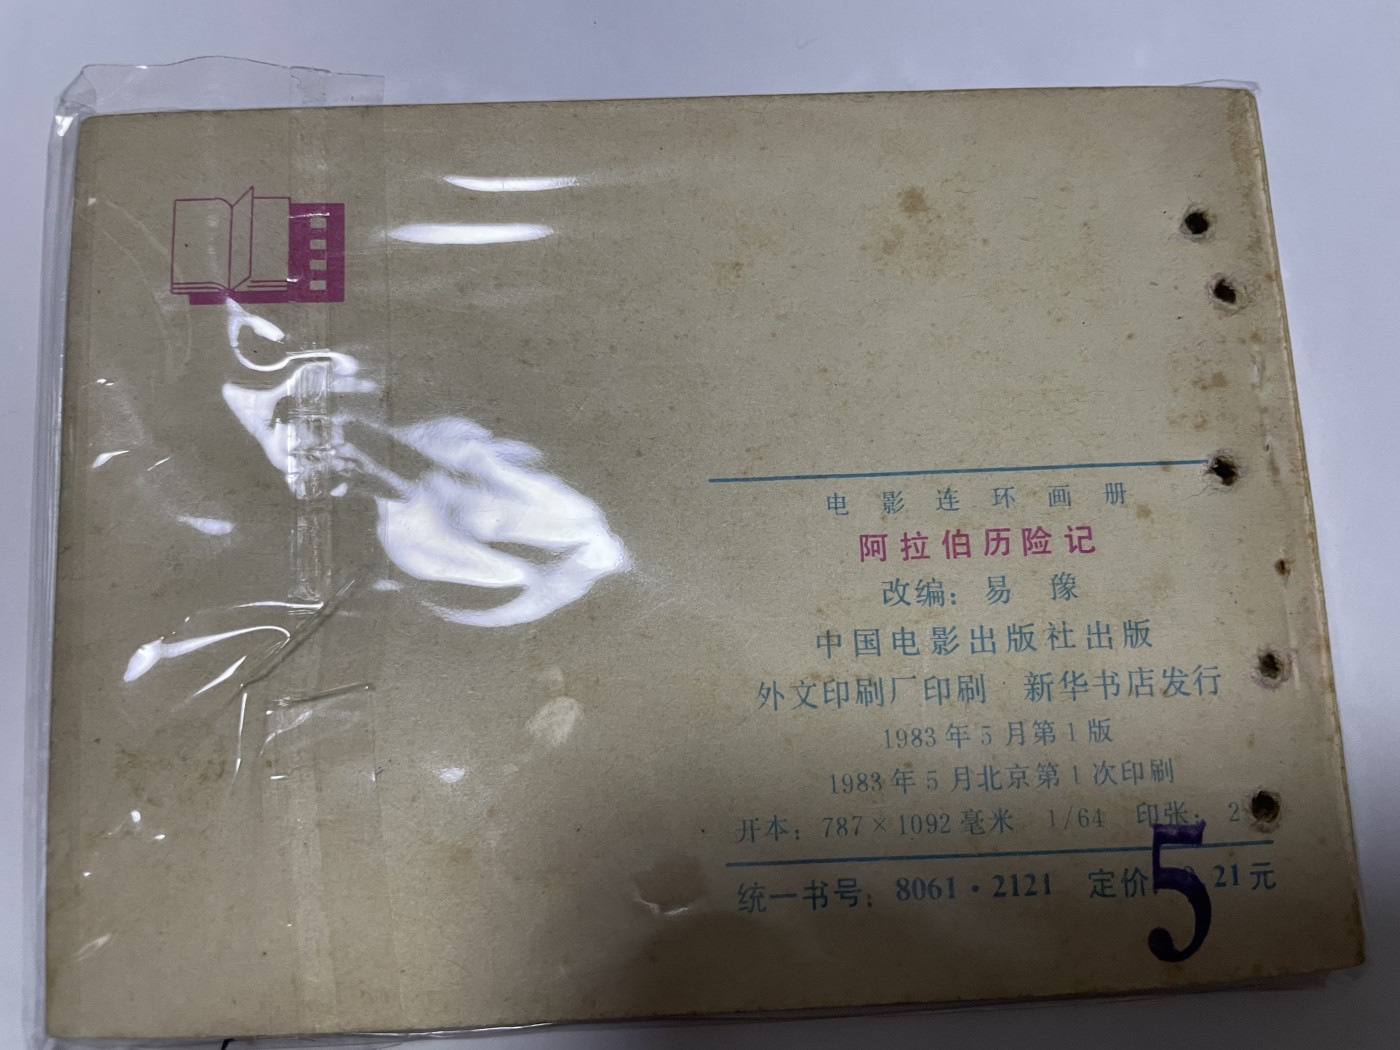 电影连环画册
阿拉伯历险记
改编：易 豫
中国电影出版社出版
外文印刷厂印刷 新华书店发行
1983年5月第1版
1983年5月北京第1次印刷
开本：787×1092毫米 1/64 印张：2
统一书号：8061·2121 定价 21元
5